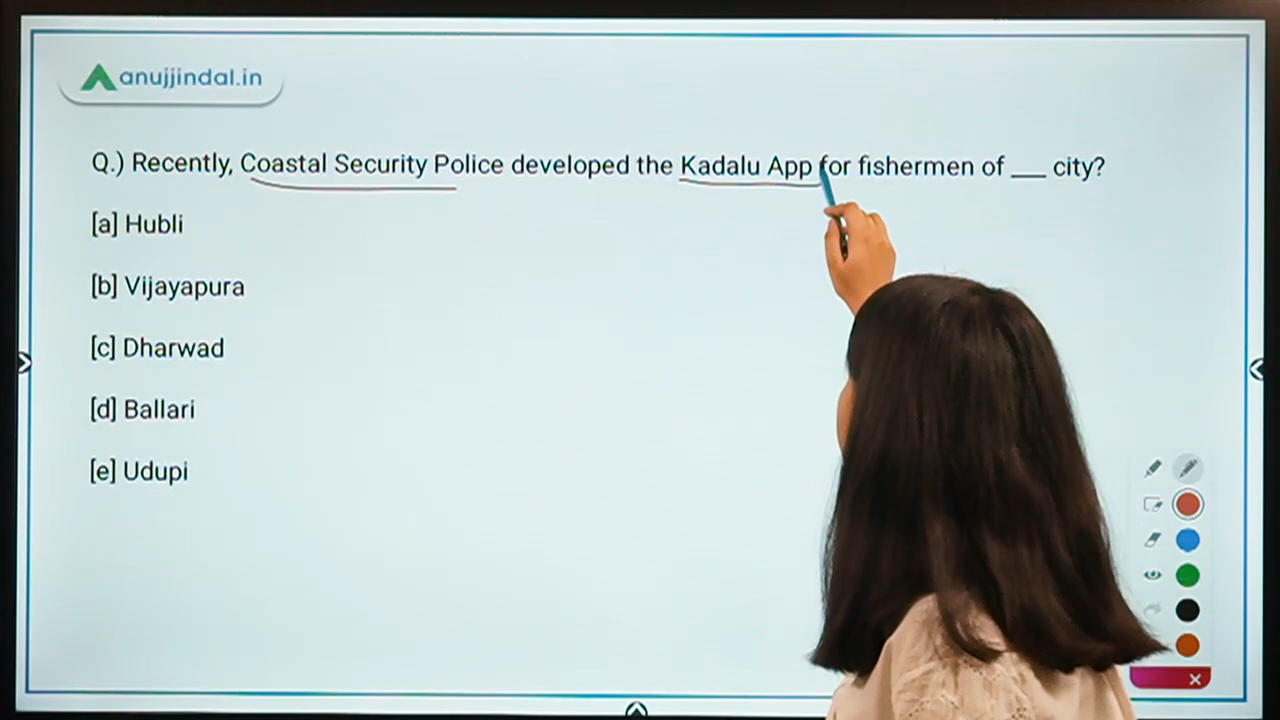 anujjindal.in
Q.) Recently, Coastal Security Police developed the Kadalu App for fishermen of ___ city?
[a] Hubli
[b] Vijayapura
[c] Dharwad
[d] Ballari
[e] Udupi